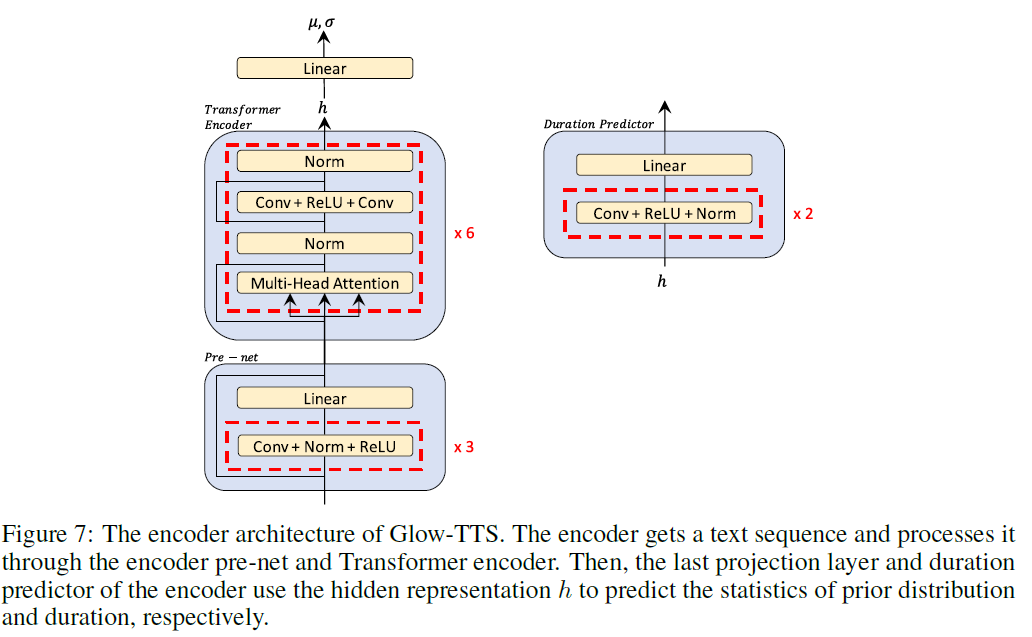 μ, σ
Linear
h
Transformer
Encoder
Norm
Conv + ReLU + Conv
Norm
Multi-Head Attention
x 6
Pre − net
Linear
Conv + Norm + ReLU
x 3
Duration Predictor
Linear
Conv + ReLU + Norm
x 2
h
Figure 7: The encoder architecture of Glow-TTS. The encoder gets a text sequence and processes it
through the encoder pre-net and Transformer encoder. Then, the last projection layer and duration
predictor of the encoder use the hidden representation h to predict the statistics of prior distribution
and duration, respectively.